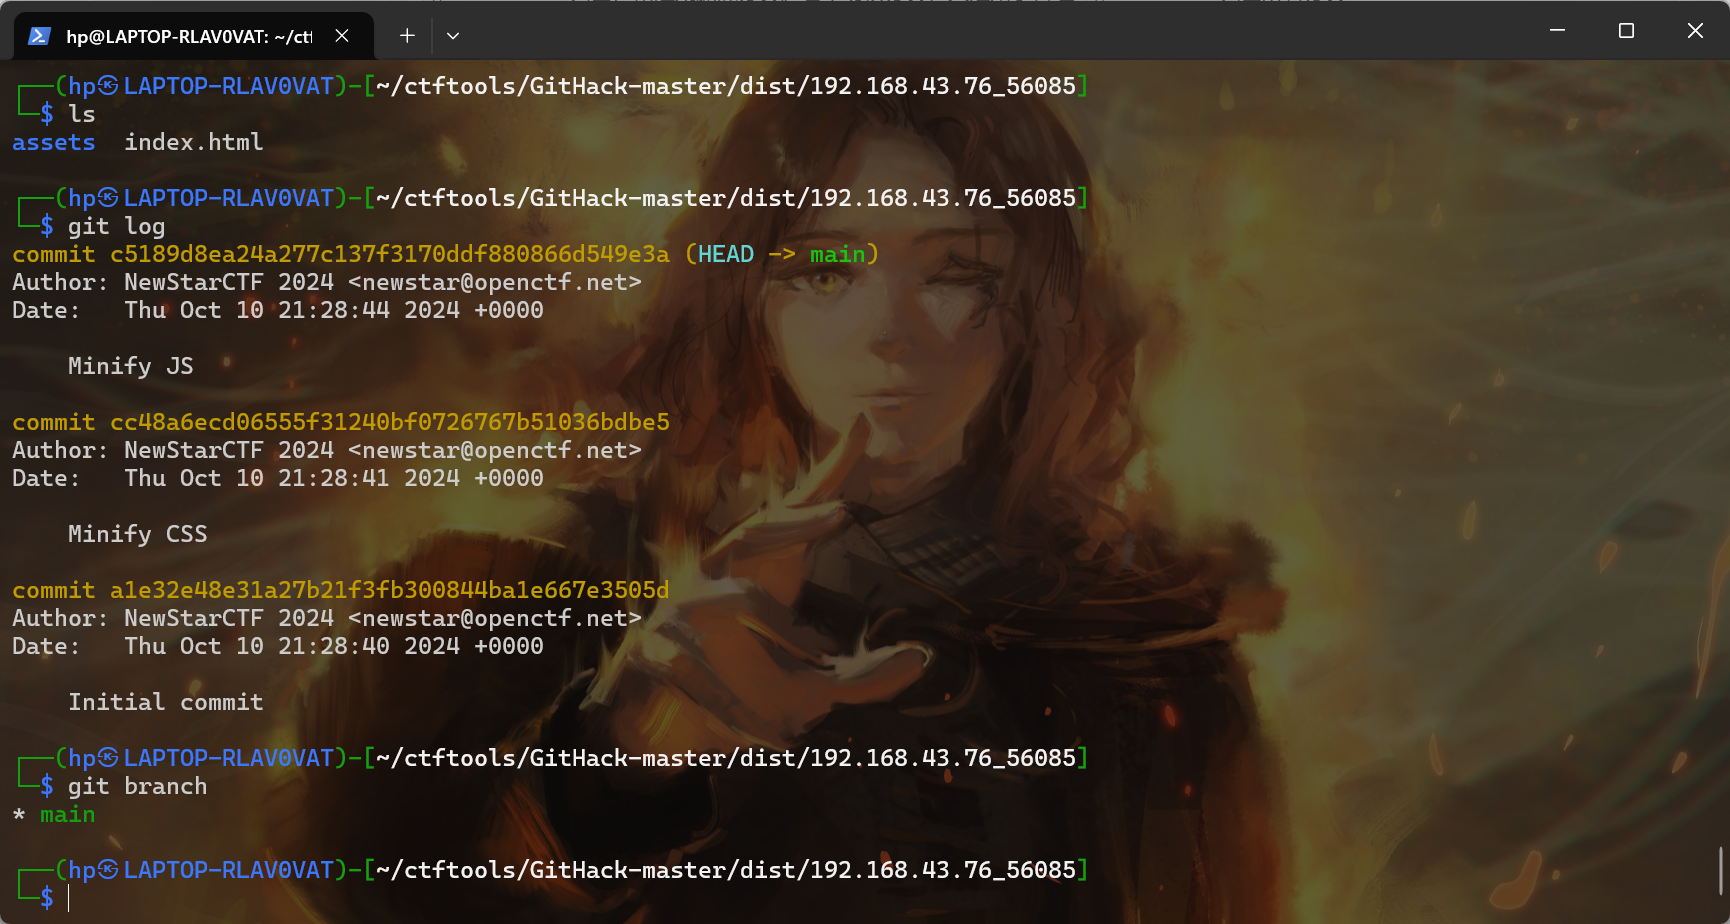 hp@LAPTOP-RLAV0VAT: ~/ctf
┌──(hp㉿LAPTOP-RLAV0VAT)-[~/ctftools/GitHack-master/dist/192.168.43.76_56085]
└─$ ls
assets  index.html
┌──(hp㉿LAPTOP-RLAV0VAT)-[~/ctftools/GitHack-master/dist/192.168.43.76_56085]
└─$ git log
commit c5189d8ea24a277c137f3170ddf880866d549e3a (HEAD -> main)
Author: NewStarCTF 2024 <newstar@openctf.net>
Date:   Thu Oct 10 21:28:44 2024 +0000
Minify JS
commit cc48a6ecd06555f31240bf0726767b51036bdbe5
Author: NewStarCTF 2024 <newstar@openctf.net>
Date:   Thu Oct 10 21:28:41 2024 +0000
Minify CSS
commit a1e32e48e31a27b21f3fb300844ba1e667e3505d
Author: NewStarCTF 2024 <newstar@openctf.net>
Date:   Thu Oct 10 21:28:40 2024 +0000
Initial commit
┌──(hp㉿LAPTOP-RLAV0VAT)-[~/ctftools/GitHack-master/dist/192.168.43.76_56085]
└─$ git branch
* main
┌──(hp㉿LAPTOP-RLAV0VAT)-[~/ctftools/GitHack-master/dist/192.168.43.76_56085]
└─$